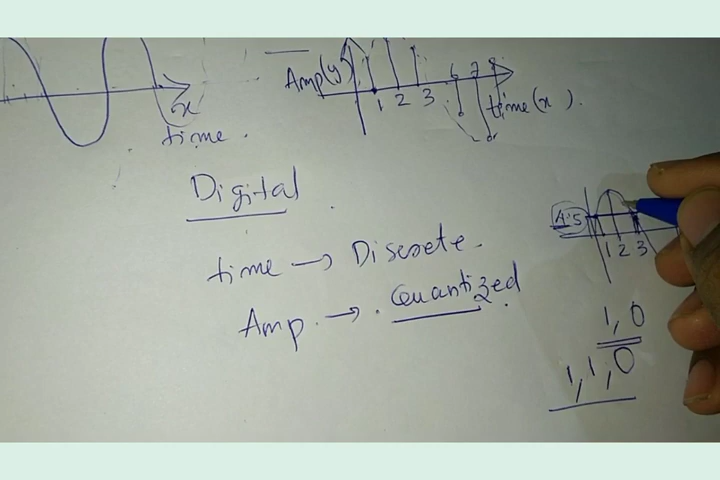 Amp(y)
1 2 3 6 7 8
time(x).
x
time.
Digital
time → Discrete.
Amp. → . Quantized
4.5
1 2 3
1,0
1,1,0